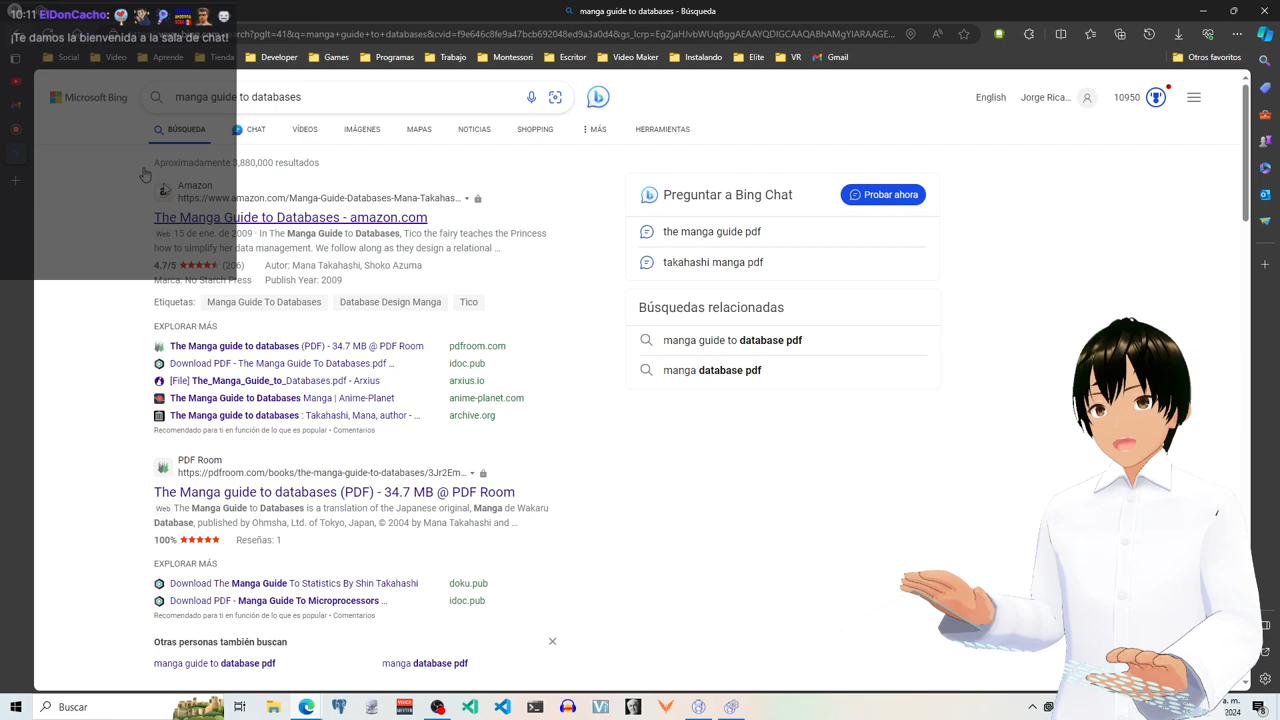 10:11 ElDonCacho:
¡Te damos la bienvenida a la sala de chat!
manga guide to databases - Búsqueda
search?pglt=41&q=manga+guide+to+databases&cvid=f9e646c8fe9a47bcb692048ed9a3a0d4&gs_lcrp=EgZjaHJvbWUqBggAEAAYQDIGCAAQABhAMgYIARAAGE...
Social
Developer
Games
Programas
Trabajo
Montessori
Escritor
Video Maker
Instalando
Elite
VR
Gmail
Otros favoritos
Microsoft Bing
manga guide to databases
English
Jorge Rica...
10950
BÚSQUEDA
CHAT
VÍDEOS
IMÁGENES
MAPAS
NOTICIAS
SHOPPING
MÁS
HERRAMIENTAS
Aproximadamente 3,880,000 resultados
Amazon
https://www.amazon.com/Manga-Guide-Databases-Mana-Takahas...
The Manga Guide to Databases - amazon.com
Web 15 de ene. de 2009 · In The Manga Guide to Databases, Tico the fairy teaches the Princess
how to simplify her data management. We follow along as they design a relational ...
4.7/5 (206) Autor: Mana Takahashi, Shoko Azuma
Marca: No Starch Press Publish Year: 2009
Etiquetas: Manga Guide To Databases Database Design Manga Tico
EXPLORAR MÁS
The Manga guide to databases (PDF) - 34.7 MB @ PDF Room pdfroom.com
Download PDF - The Manga Guide To Databases.pdf ... idoc.pub
[File] The_Manga_Guide_to_Databases.pdf - Arxius arxius.io
The Manga Guide to Databases Manga | Anime-Planet anime-planet.com
The Manga guide to databases : Takahashi, Mana, author - ... archive.org
Recomendado para ti en función de lo que es popular • Comentarios
PDF Room
https://pdfroom.com/books/the-manga-guide-to-databases/3Jr2Em...
The Manga guide to databases (PDF) - 34.7 MB @ PDF Room
Web The Manga Guide to Databases is a translation of the Japanese original, Manga de Wakaru
Database, published by Ohmsha, Ltd. of Tokyo, Japan, © 2004 by Mana Takahashi and ...
100% Reseñas: 1
EXPLORAR MÁS
Download The Manga Guide To Statistics By Shin Takahashi doku.pub
Download PDF - Manga Guide To Microprocessors ... idoc.pub
Recomendado para ti en función de lo que es popular • Comentarios
Otras personas también buscan
manga guide to database pdf
manga database pdf
Preguntar a Bing Chat
Probar ahora
the manga guide pdf
takahashi manga pdf
Búsquedas relacionadas
manga guide to database pdf
manga database pdf
Buscar
a. m.
2024